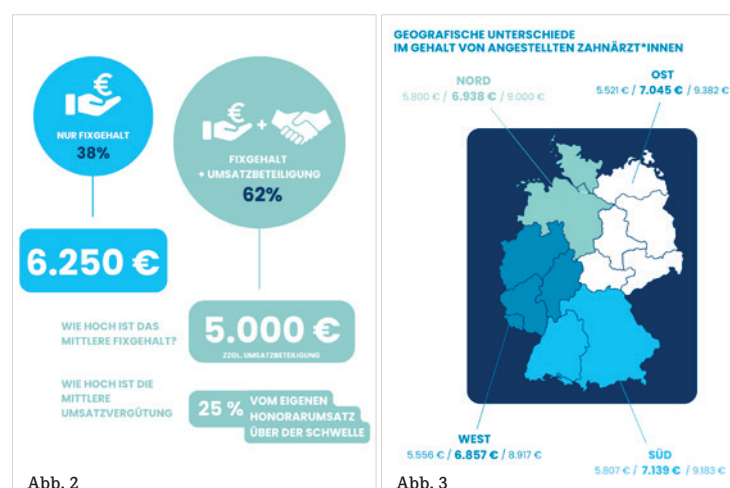 €
NUR FIXGEHALT
38%
€ +
FIXGEHALT
+ UMSATZBETEILIGUNG
62%
6.250 €
WIE HOCH IST DAS
MITTLERE FIXGEHALT?
5.000 €
ZZGL. UMSATZBETEILIGUNG
WIE HOCH IST DIE
MITTLERE
UMSATZVERGÜTUNG
25 %
VOM EIGENEN
HONORARUMSATZ
ÜBER DER SCHWELLE
Abb. 2
GEOGRAFISCHE UNTERSCHIEDE
IM GEHALT VON ANGESTELLTEN ZAHNÄRZT*INNEN
NORD
5.800 € / 6.938 € / 9.000 €
OST
5.521 € / 7.045 € / 9.382 €
WEST
5.556 € / 6.857 € / 8.917 €
SÜD
5.807 € / 7.139 € / 9.183 €
Abb. 3